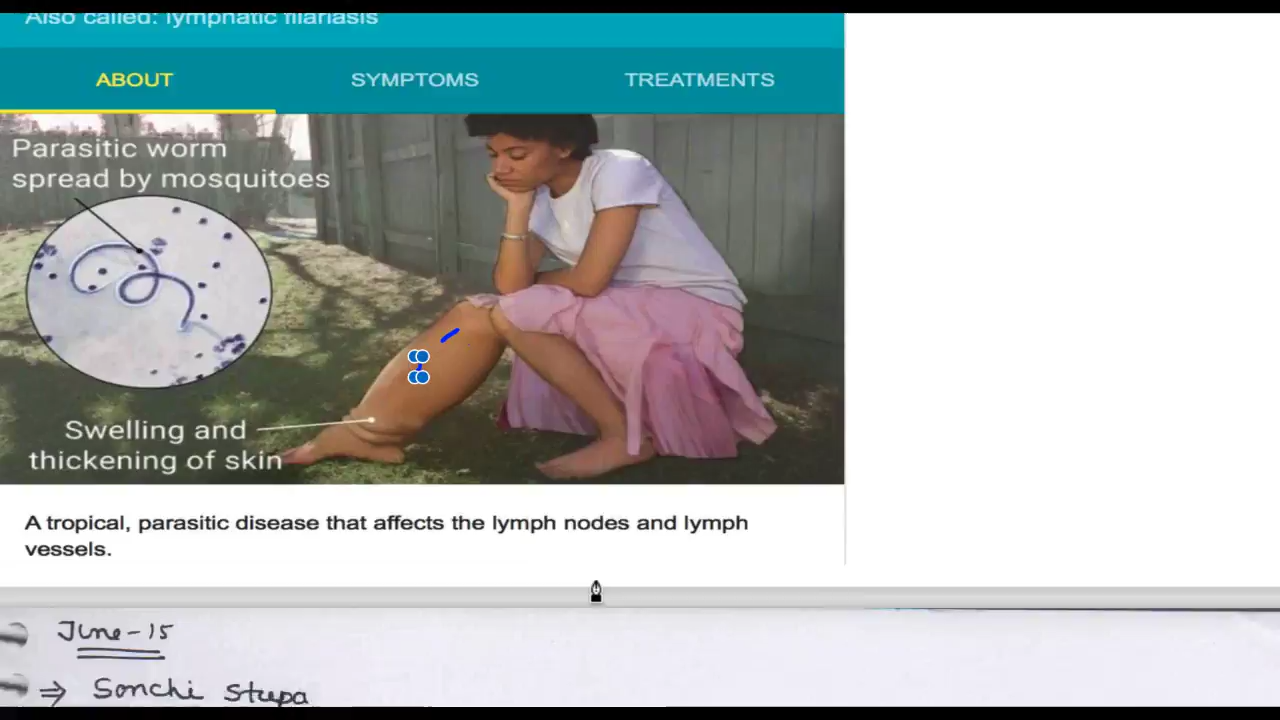 Also called: lymphatic filariasis
ABOUT SYMPTOMS TREATMENTS
Parasitic worm
spread by mosquitoes
Swelling and
thickening of skin
A tropical, parasitic disease that affects the lymph nodes and lymph
vessels.
June-15
⇒ Sonchi Stupa